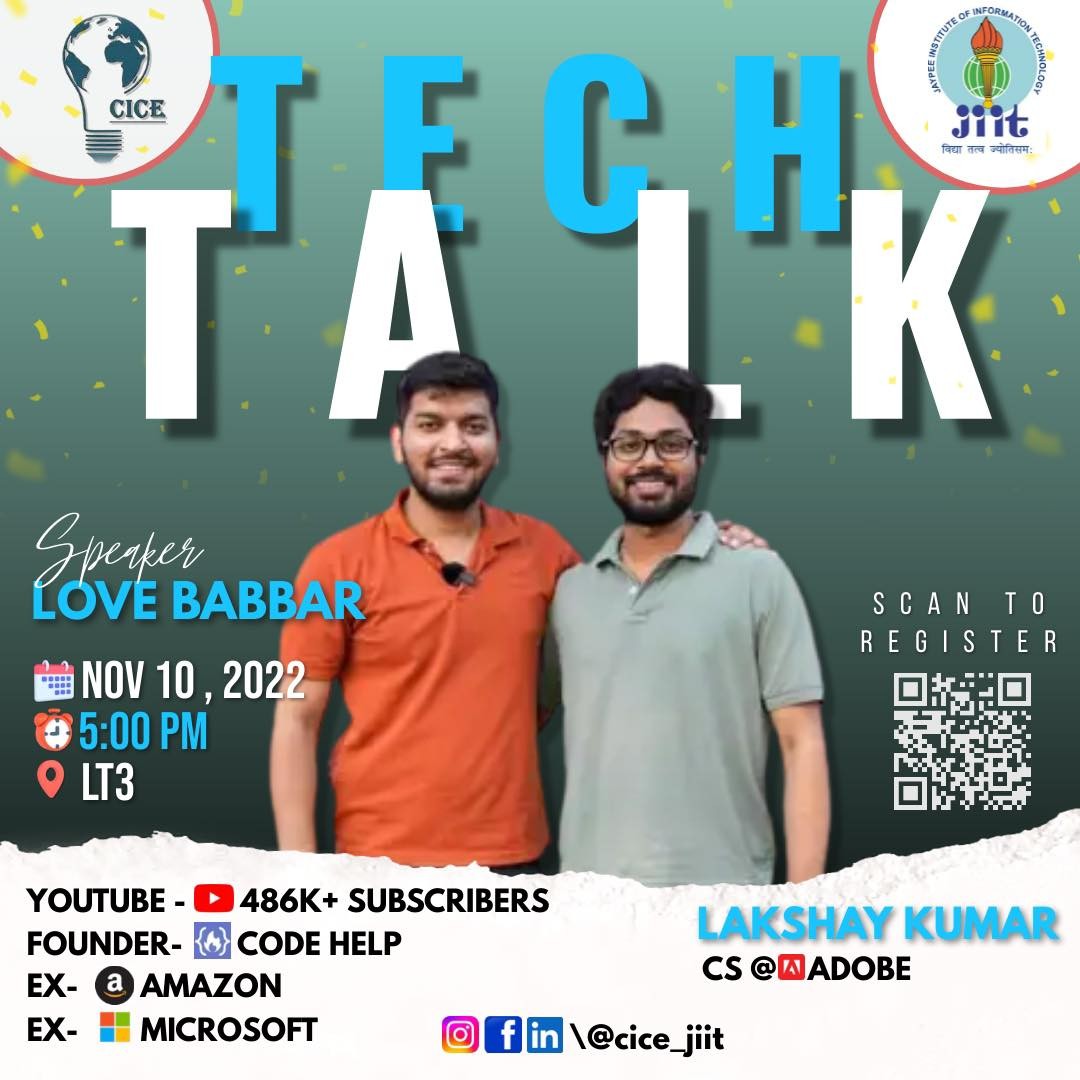 CICE
JAYPEE INSTITUTE OF INFORMATION TECHNOLOGY
jiit
विद्या तत्व ज्योतिसमः
TECH
TALK
Speaker
LOVE BABBAR
NOV 10 , 2022
5:00 PM
LT3
SCAN TO
REGISTER
YOUTUBE - 486K+ SUBSCRIBERS
FOUNDER- CODE HELP
EX- a AMAZON
EX- MICROSOFT
LAKSHAY KUMAR
CS @ ADOBE
f in \@cice_jiit